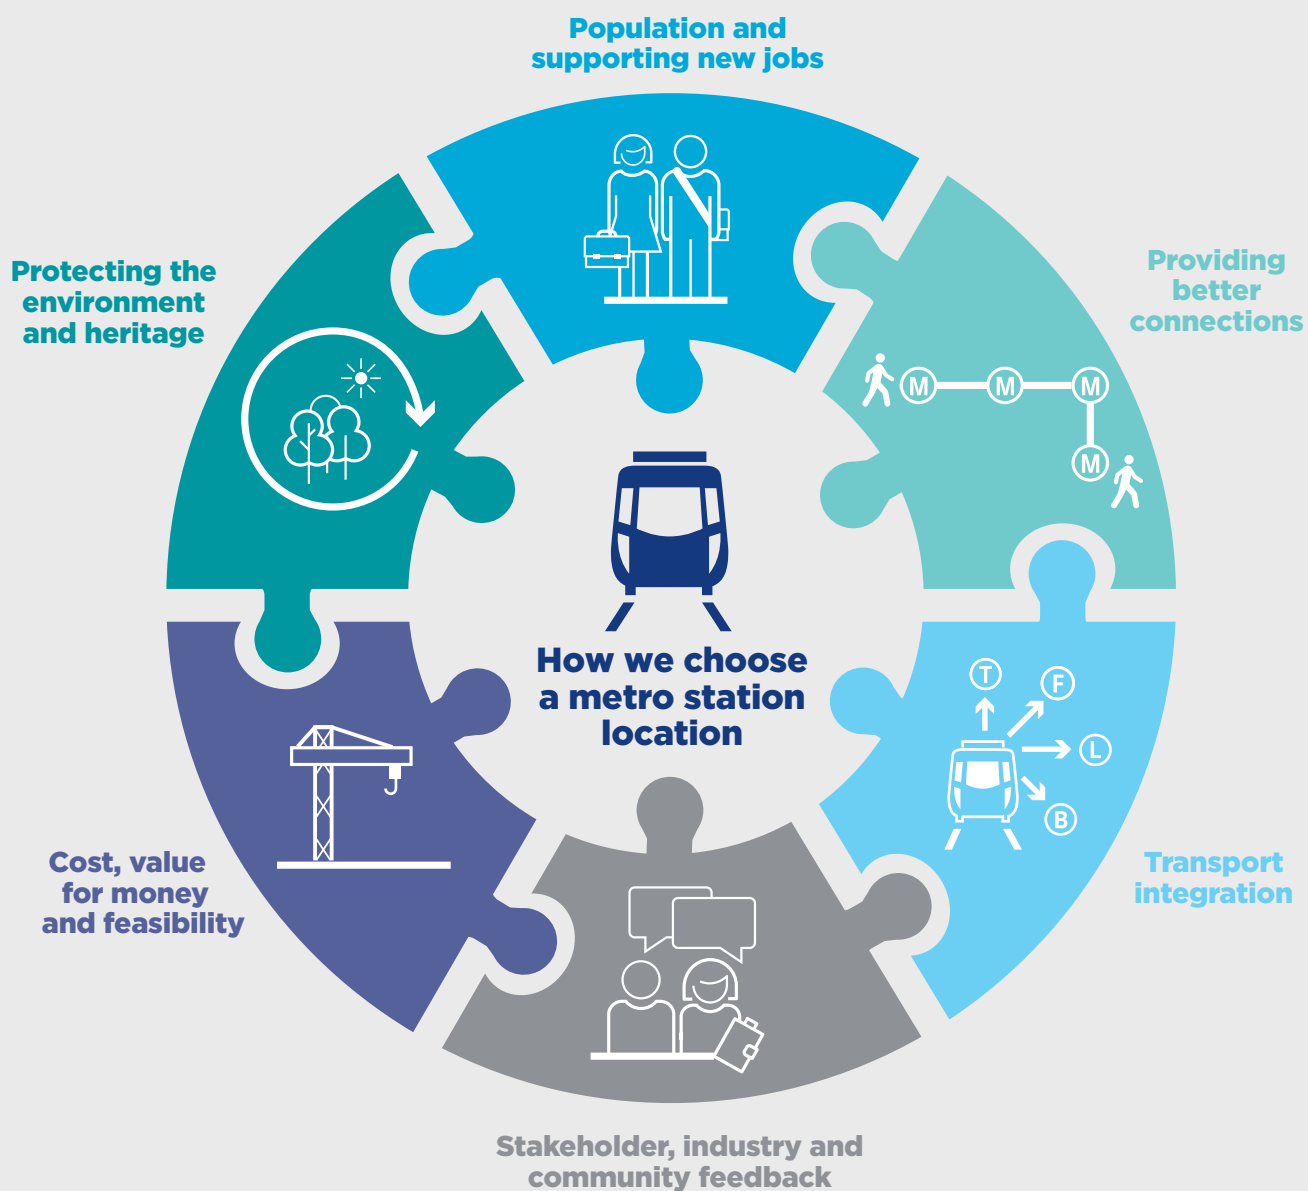 Population and
supporting new jobs
Protecting the
environment
and heritage
Providing
better
connections
M
M
M
M
How we choose
a metro station
location
T
F
L
B
Cost, value
for money
and feasibility
Transport
integration
Stakeholder, industry and
community feedback